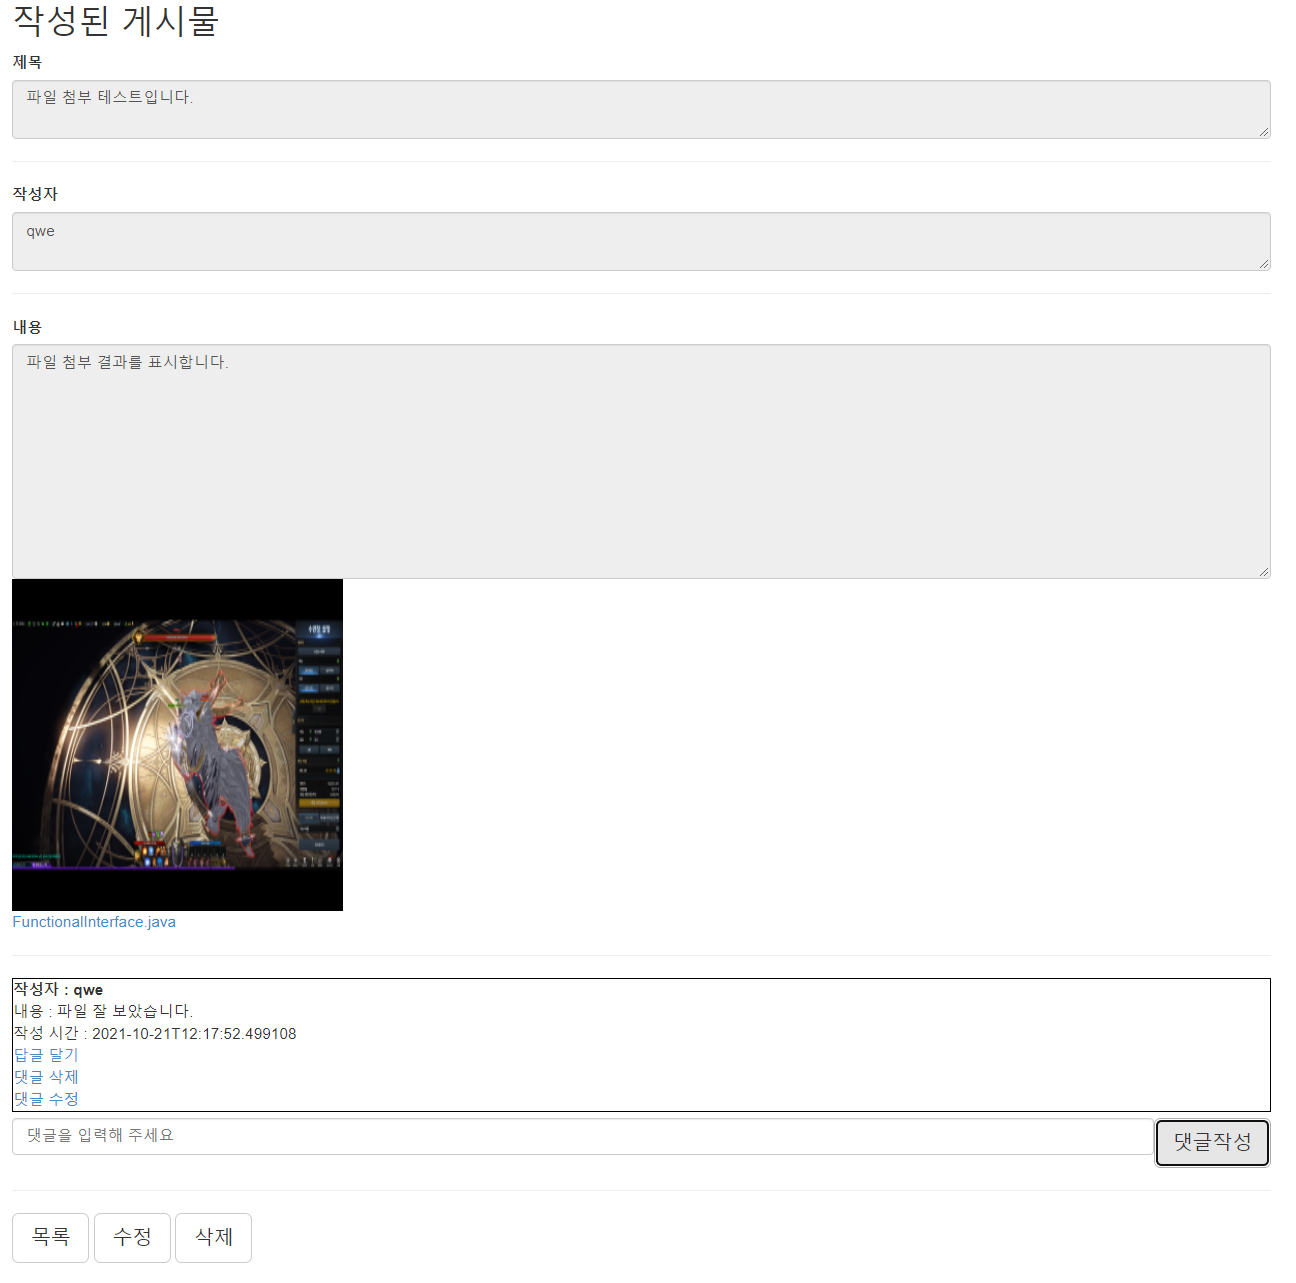 작성된 게시물
제목
파일 첨부 테스트입니다.
작성자
qwe
내용
파일 첨부 결과를 표시합니다.
FunctionalInterface.java
작성자 : qwe
내용 : 파일 잘 보았습니다.
작성 시간 : 2021-10-21T12:17:52.499108
답글 달기
댓글 삭제
댓글 수정
댓글을 입력해 주세요 댓글작성
목록 수정 삭제